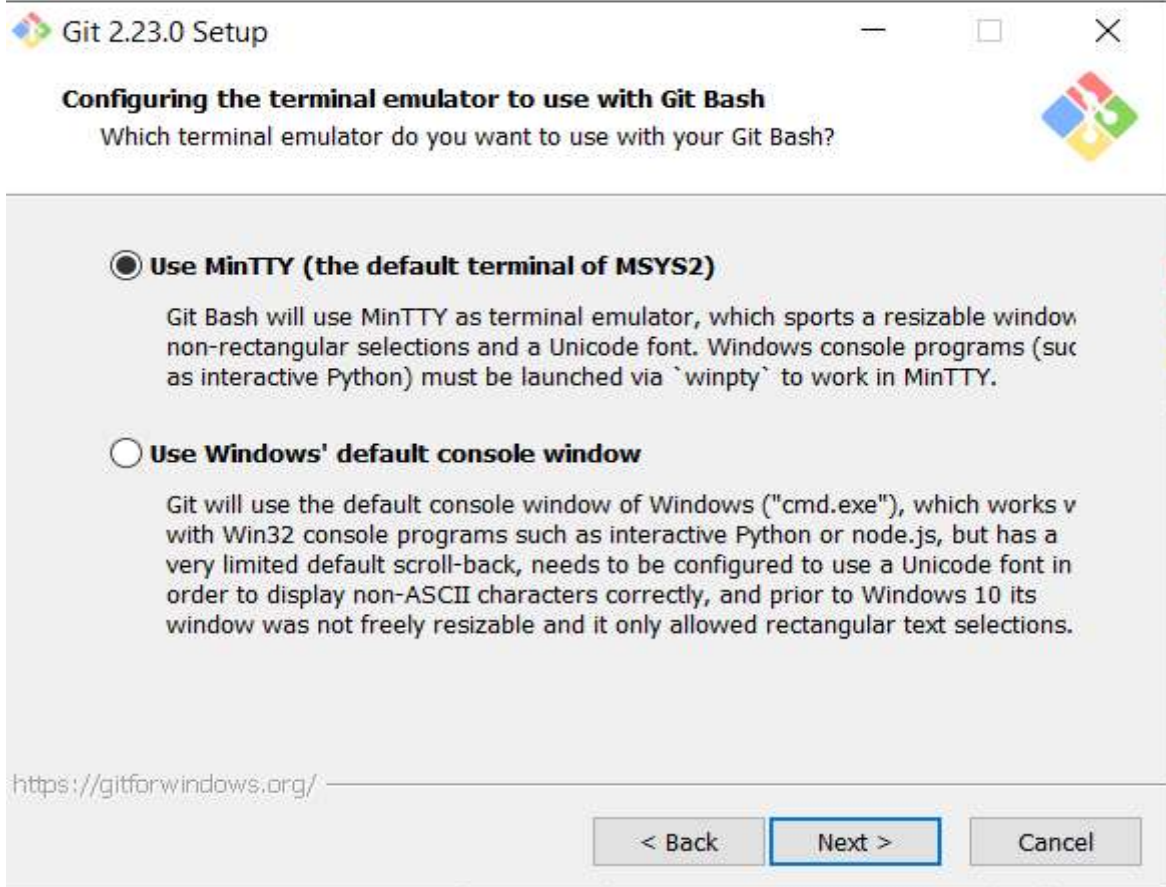 Git 2.23.0 Setup
Configuring the terminal emulator to use with Git Bash
Which terminal emulator do you want to use with your Git Bash?
Use MinTTY (the default terminal of MSYS2)
Git Bash will use MinTTY as terminal emulator, which sports a resizable window
non-rectangular selections and a Unicode font. Windows console programs (suc
as interactive Python) must be launched via `winpty` to work in MinTTY.
Use Windows' default console window
Git will use the default console window of Windows ("cmd.exe"), which works w
with Win32 console programs such as interactive Python or node.js, but has a
very limited default scroll-back, needs to be configured to use a Unicode font in
order to display non-ASCII characters correctly, and prior to Windows 10 its
window was not freely resizable and it only allowed rectangular text selections.
https://gitforwindows.org/
< Back Next > Cancel